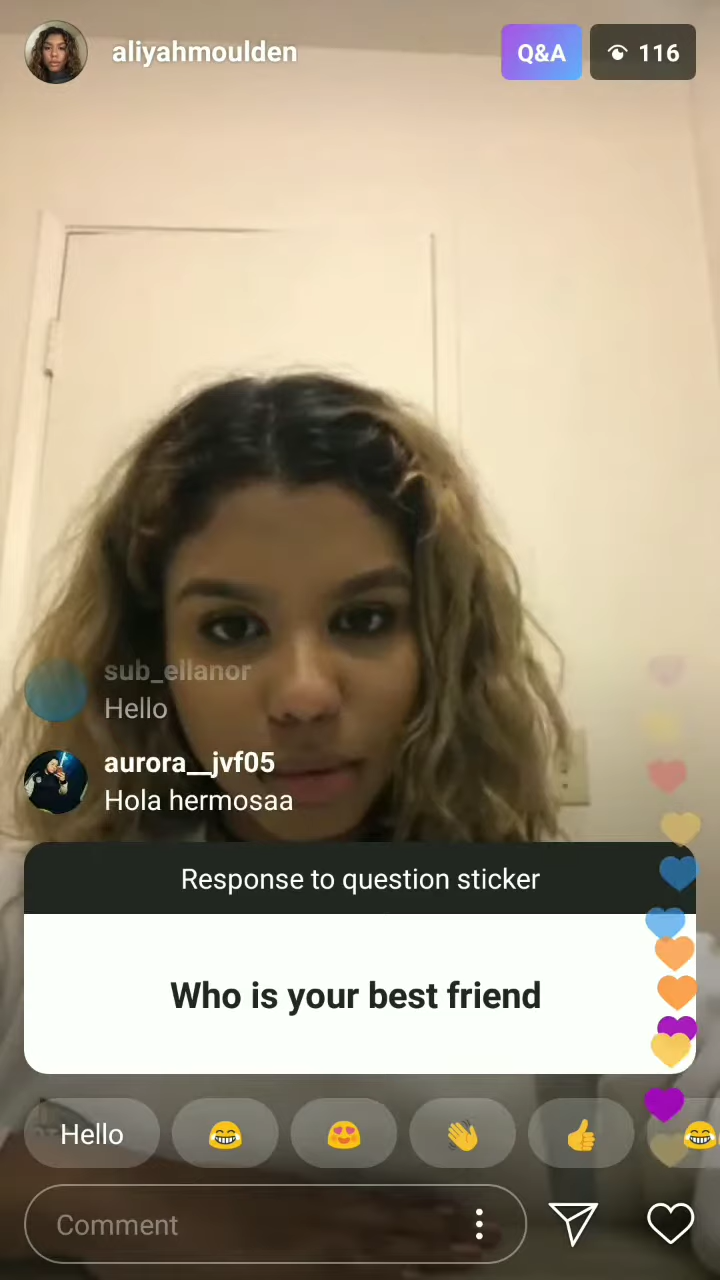 aliyahmoulden
Q&A
116
sub_ellanor
Hello
aurora__jvf05
Hola hermosaa
Response to question sticker
Who is your best friend
Hello
Comment